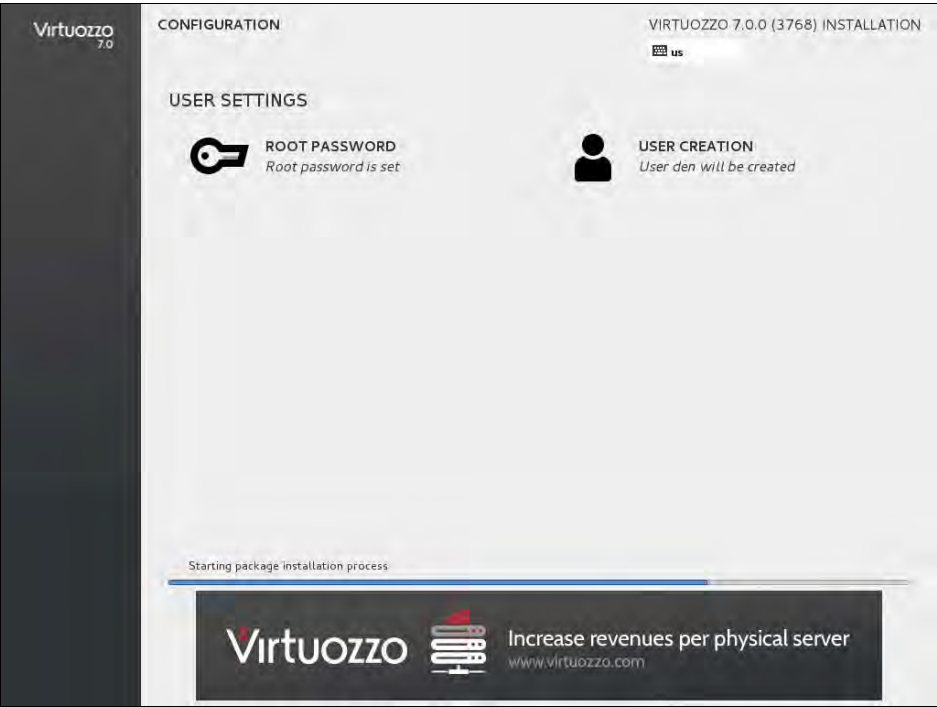 Virtuozzo
7.0
CONFIGURATION
VIRTUOZZO 7.0.0 (3768) INSTALLATION
us
USER SETTINGS
ROOT PASSWORD
Root password is set
USER CREATION
User den will be created
Starting package installation process
Virtuozzo
Increase revenues per physical server
www.virtuozzo.com